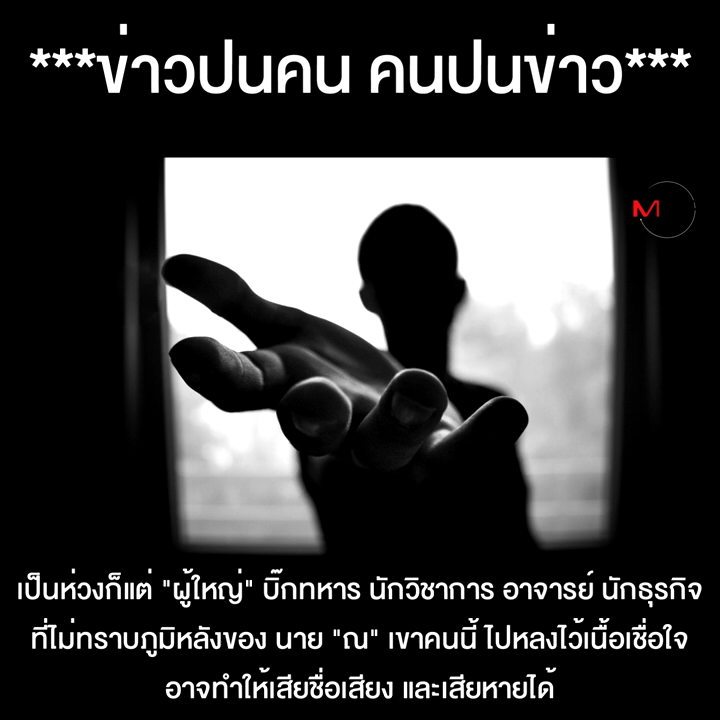 ***ข่าวปนคน คนปนข่าว***
M
เป็นห่วงก็แต่ "ผู้ใหญ่" บิ๊กทหาร นักวิชาการ อาจารย์ นักธุรกิจ
ที่ไม่ทราบภูมิหลังของ นาย "ณ" เขาคนนี้ ไปหลงไว้เนื้อเชื่อใจ
อาจทำให้เสียชื่อเสียง และเสียหายได้